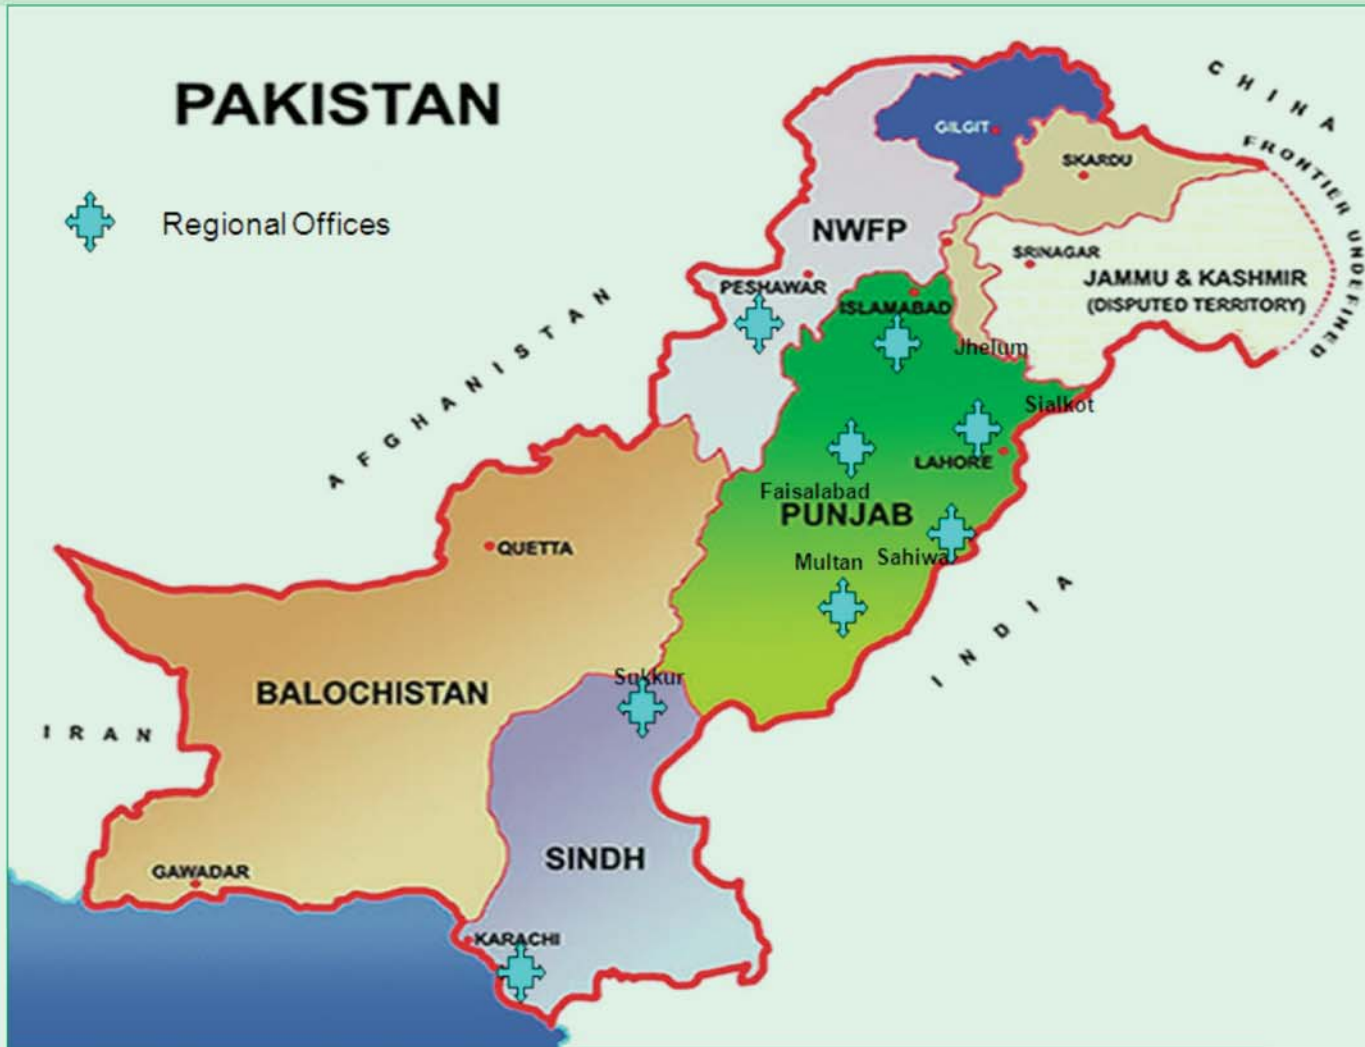 PAKISTAN
Regional Offices
CHINA
FRONTIER UNDEFINED
GILGIT
SKARDU
NWFP
SRINAGAR
JAMMU & KASHMIR
(DISPUTED TERRITORY)
PESHAWAR
ISLAMABAD
AFGHANISTAN
Jhelum
Sialkot
LAHORE
Faisalabad
PUNJAB
QUETTA
Multan
Sahiwal
INDIA
Sukkur
BALOCHISTAN
IRAN
SINDH
GAWADAR
KARACHI